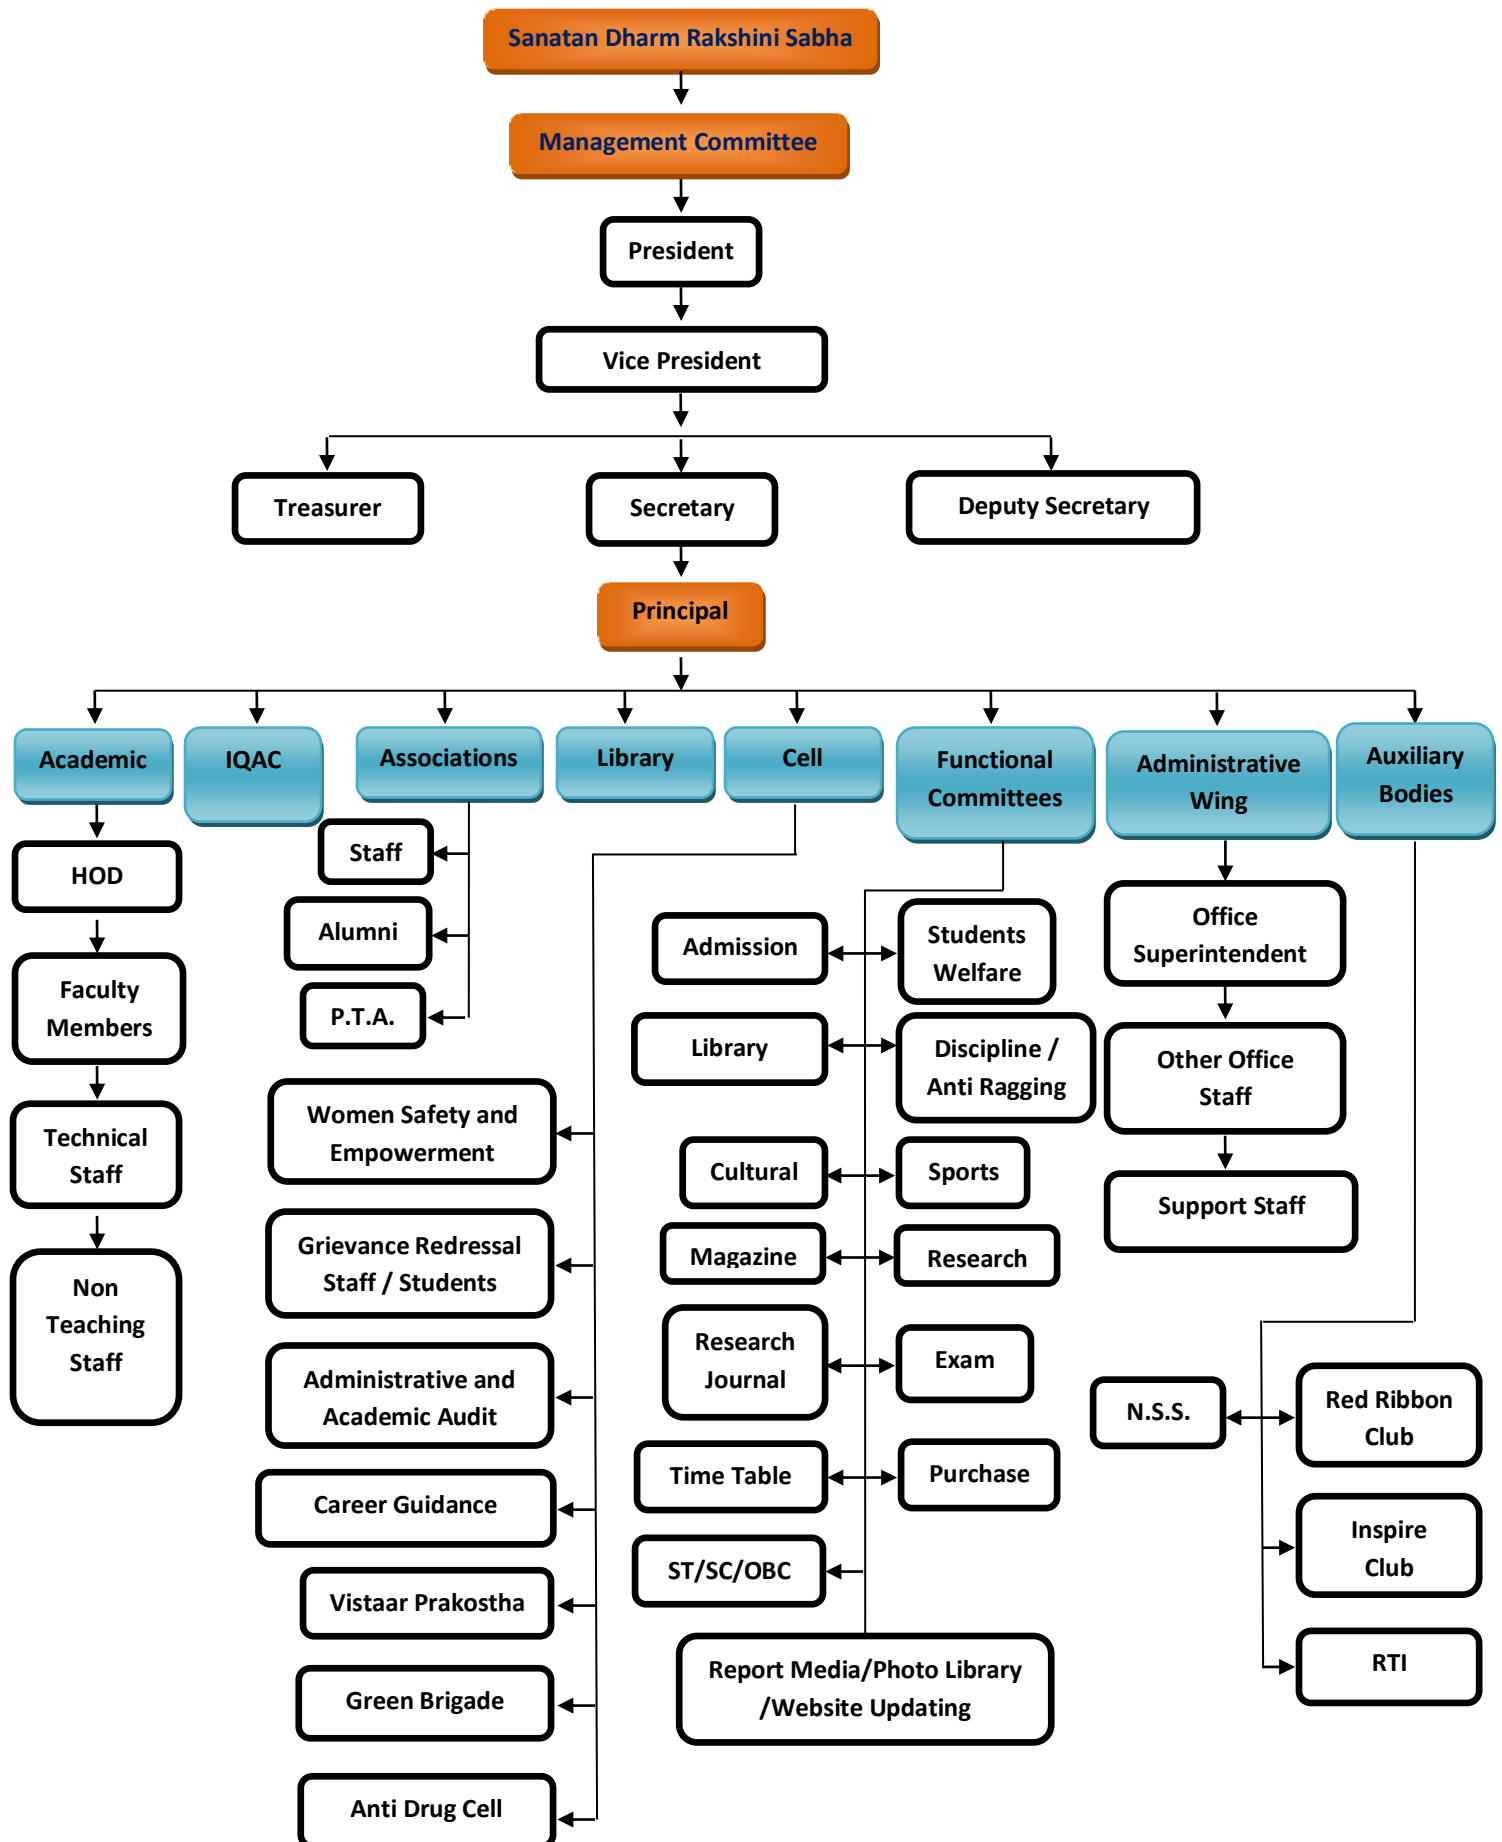 Sanatan Dharm Rakshini Sabha
Management Committee
President
Vice President
Treasurer
Secretary
Deputy Secretary
Principal
Academic
IQAC
Associations
Library
Cell
Functional
Committees
Administrative
Wing
Auxiliary
Bodies
HOD
Faculty
Members
Technical
Staff
Non
Teaching
Staff
Staff
Alumni
P.T.A.
Women Safety and
Empowerment
Grievance Redressal
Staff / Students
Administrative and
Academic Audit
Career Guidance
Vistaar Prakostha
Green Brigade
Anti Drug Cell
Admission
Students
Welfare
Library
Discipline /
Anti Ragging
Cultural
Sports
Magazine
Research
Research
Journal
Exam
Time Table
Purchase
ST/SC/OBC
Report Media/Photo Library
/Website Updating
Office
Superintendent
Other Office
Staff
Support Staff
N.S.S.
Red Ribbon
Club
Inspire
Club
RTI